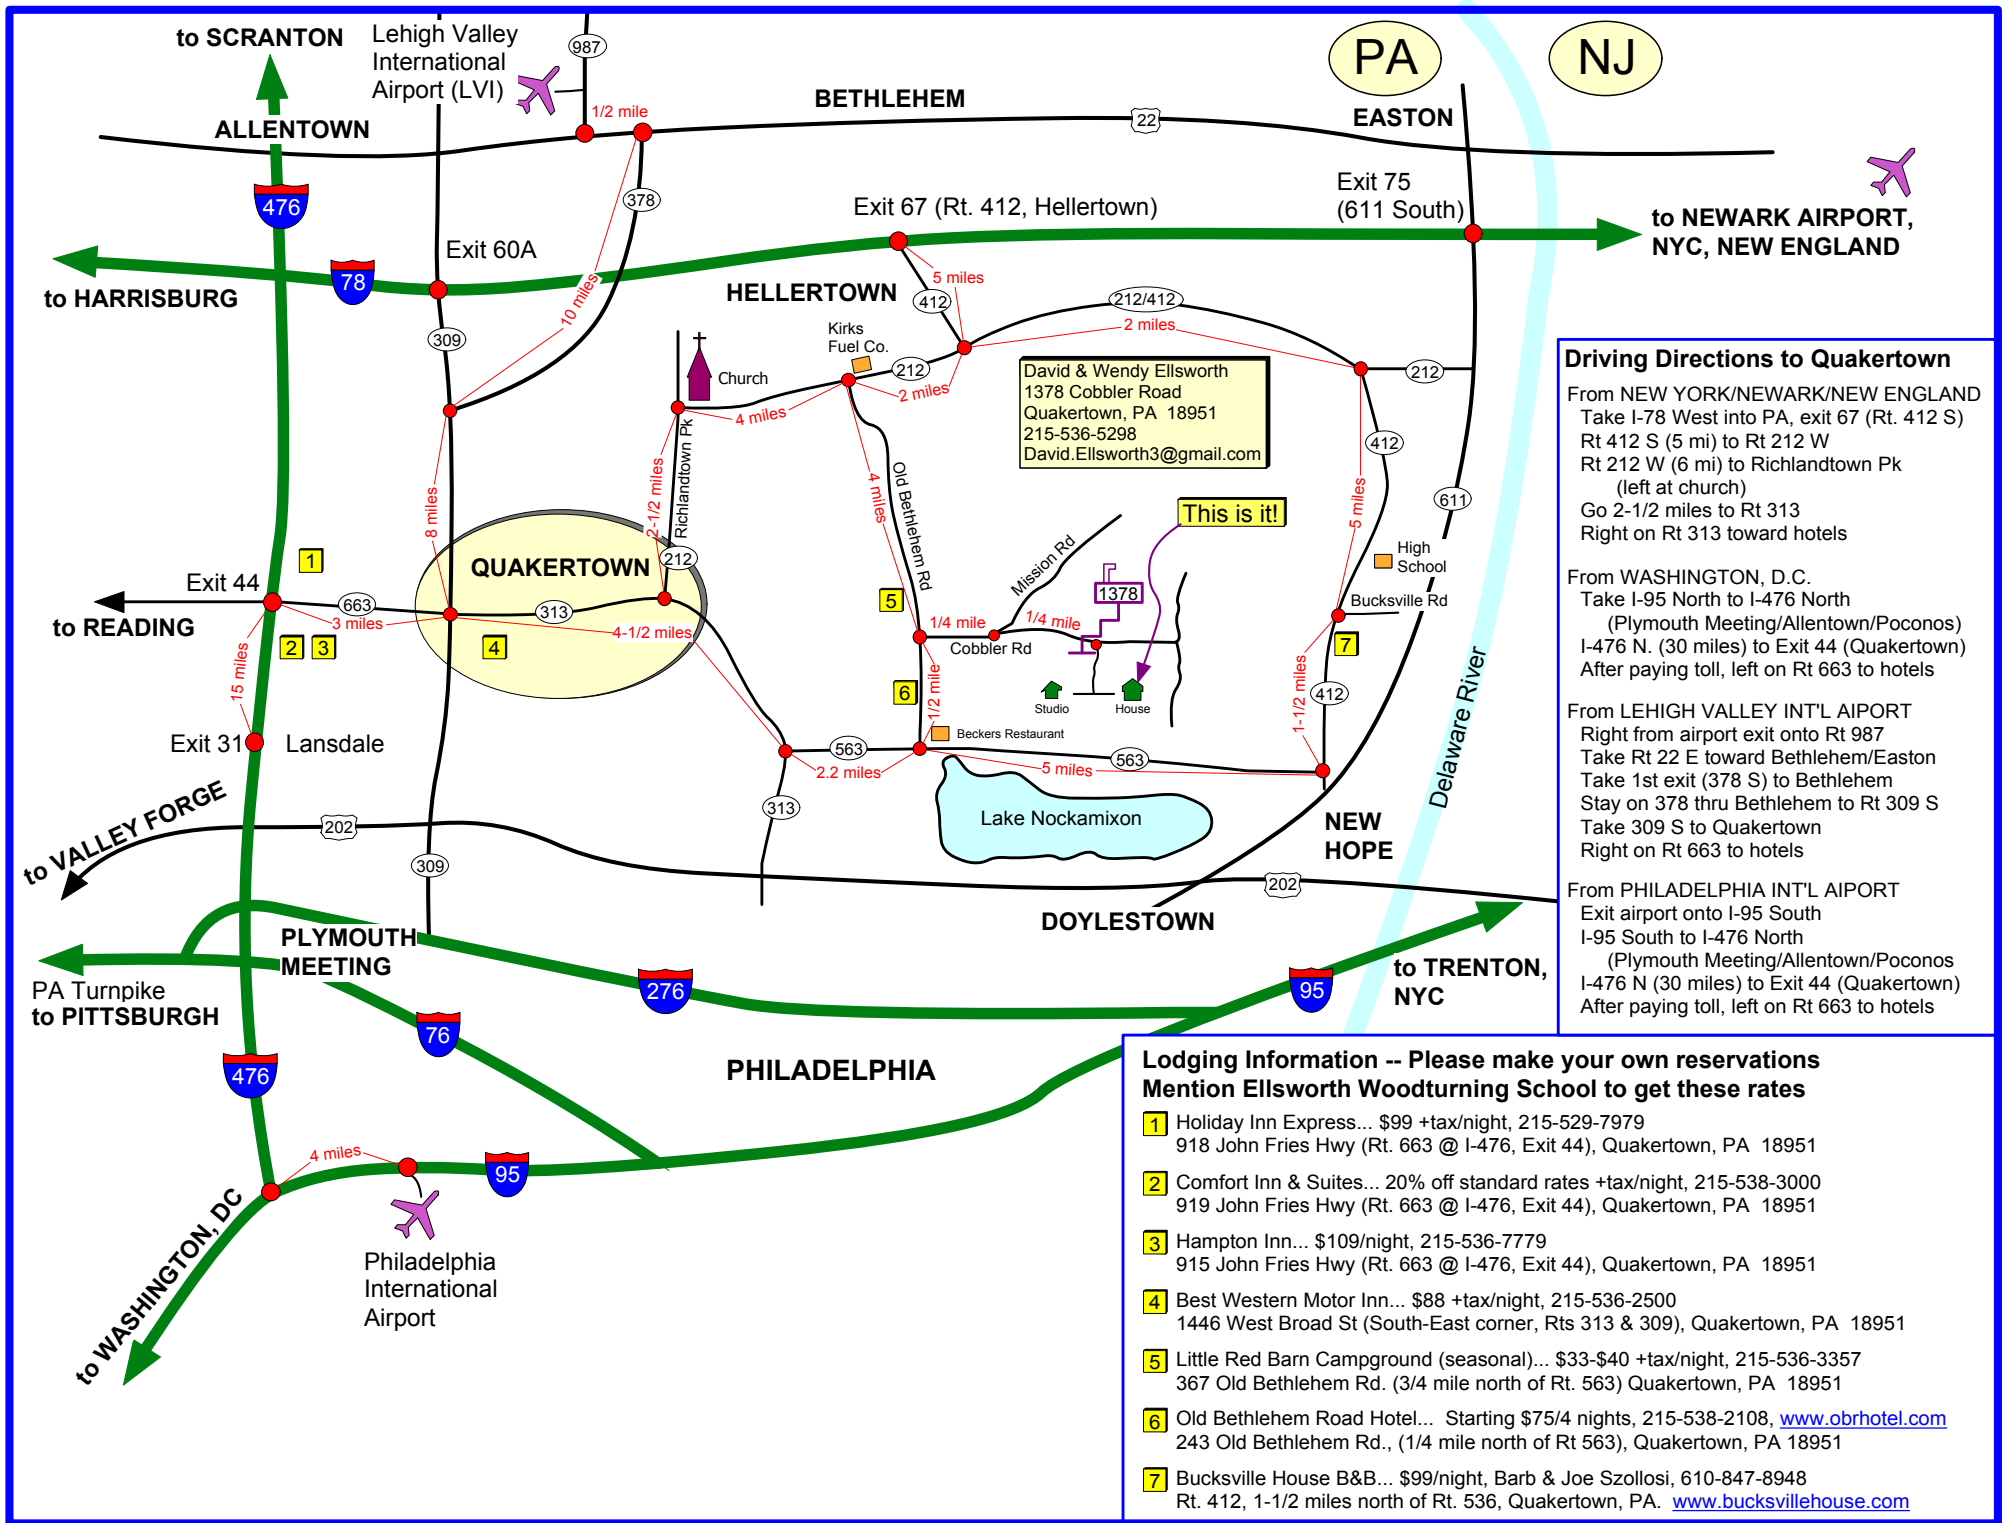 to SCRANTON
Lehigh Valley
International
Airport (LVI)
987
PA
NJ
1/2 mile
BETHLEHEM
22
EASTON
ALLENTOWN
476
378
Exit 67 (Rt. 412, Hellertown)
Exit 75
(611 South)
to NEWARK AIRPORT,
NYC, NEW ENGLAND
Exit 60A
78
to HARRISBURG
10 miles
HELLERTOWN
5 miles
412
212/412
2 miles
309
Kirks
Fuel Co.
Church
212
2 miles
4 miles
212
David & Wendy Ellsworth
1378 Cobbler Road
Quakertown, PA 18951
215-536-5298
David.Ellsworth3@gmail.com
412
611
8 miles
2-1/2 miles
Richlandtown Pk
4 miles
Old Bethlehem Rd
5 miles
This is it!
High
School
1
QUAKERTOWN
212
Mission Rd
1378
Bucksville Rd
Exit 44
663
3 miles
313
4-1/2 miles
5
1/4 mile
1/4 mile
Cobbler Rd
to READING
2
3
4
7
15 miles
6
1/2 mile
Studio
House
412
1-1/2 miles
Delaware River
Exit 31
Lansdale
Beckers Restaurant
563
2.2 miles
563
5 miles
313
Lake Nockamixon
NEW
HOPE
to VALLEY FORGE
202
309
202
DOYLESTOWN
PLYMOUTH
MEETING
PA Turnpike
to PITTSBURGH
276
76
95
to TRENTON,
NYC
476
PHILADELPHIA
4 miles
95
to WASHINGTON, DC
Philadelphia
International
Airport
Driving Directions to Quakertown
From NEW YORK/NEWARK/NEW ENGLAND
Take I-78 West into PA, exit 67 (Rt. 412 S)
Rt 412 S (5 mi) to Rt 212 W
Rt 212 W (6 mi) to Richlandtown Pk
(left at church)
Go 2-1/2 miles to Rt 313
Right on Rt 313 toward hotels
From WASHINGTON, D.C.
Take I-95 North to I-476 North
(Plymouth Meeting/Allentown/Poconos)
I-476 N. (30 miles) to Exit 44 (Quakertown)
After paying toll, left on Rt 663 to hotels
From LEHIGH VALLEY INT'L AIPORT
Right from airport exit onto Rt 987
Take Rt 22 E toward Bethlehem/Easton
Take 1st exit (378 S) to Bethlehem
Stay on 378 thru Bethlehem to Rt 309 S
Take 309 S to Quakertown
Right on Rt 663 to hotels
From PHILADELPHIA INT'L AIPORT
Exit airport onto I-95 South
I-95 South to I-476 North
(Plymouth Meeting/Allentown/Poconos
I-476 N (30 miles) to Exit 44 (Quakertown)
After paying toll, left on Rt 663 to hotels
Lodging Information -- Please make your own reservations
Mention Ellsworth Woodturning School to get these rates
1 Holiday Inn Express... $99 +tax/night, 215-529-7979
918 John Fries Hwy (Rt. 663 @ I-476, Exit 44), Quakertown, PA 18951
2 Comfort Inn & Suites... 20% off standard rates +tax/night, 215-538-3000
919 John Fries Hwy (Rt. 663 @ I-476, Exit 44), Quakertown, PA 18951
3 Hampton Inn... $109/night, 215-536-7779
915 John Fries Hwy (Rt. 663 @ I-476, Exit 44), Quakertown, PA 18951
4 Best Western Motor Inn... $88 +tax/night, 215-536-2500
1446 West Broad St (South-East corner, Rts 313 & 309), Quakertown, PA 18951
5 Little Red Barn Campground (seasonal)... $33-$40 +tax/night, 215-536-3357
367 Old Bethlehem Rd. (3/4 mile north of Rt. 563) Quakertown, PA 18951
6 Old Bethlehem Road Hotel... Starting $75/4 nights, 215-538-2108, www.obrhotel.com
243 Old Bethlehem Rd., (1/4 mile north of Rt 563), Quakertown, PA 18951
7 Bucksville House B&B... $99/night, Barb & Joe Szollosi, 610-847-8948
Rt. 412, 1-1/2 miles north of Rt. 536, Quakertown, PA. www.bucksvillehouse.com